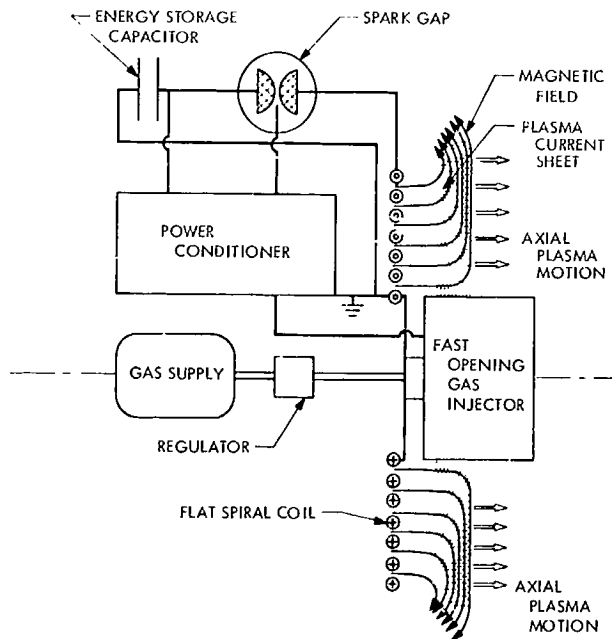 ENERGY STORAGE
CAPACITOR
SPARK GAP
MAGNETIC
FIELD
PLASMA
CURRENT
SHEET
POWER
CONDITIONER
AXIAL
PLASMA
MOTION
GAS SUPPLY
FAST
OPENING
GAS
INJECTOR
REGULATOR
FLAT SPIRAL COIL
AXIAL
PLASMA
MOTION